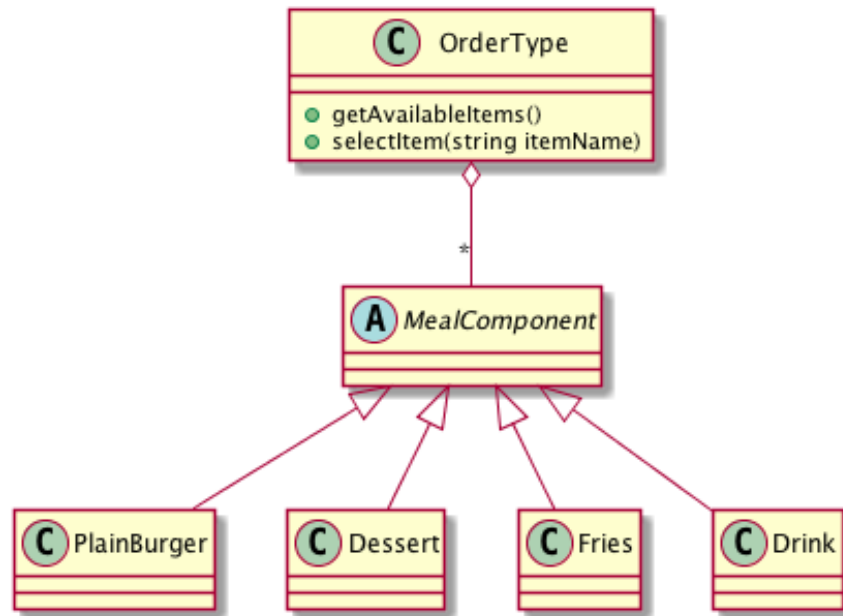 C OrderType
getAvailableItems()
selectItem(string itemName)
*
A MealComponent
C PlainBurger
C Dessert
C Fries
C Drink